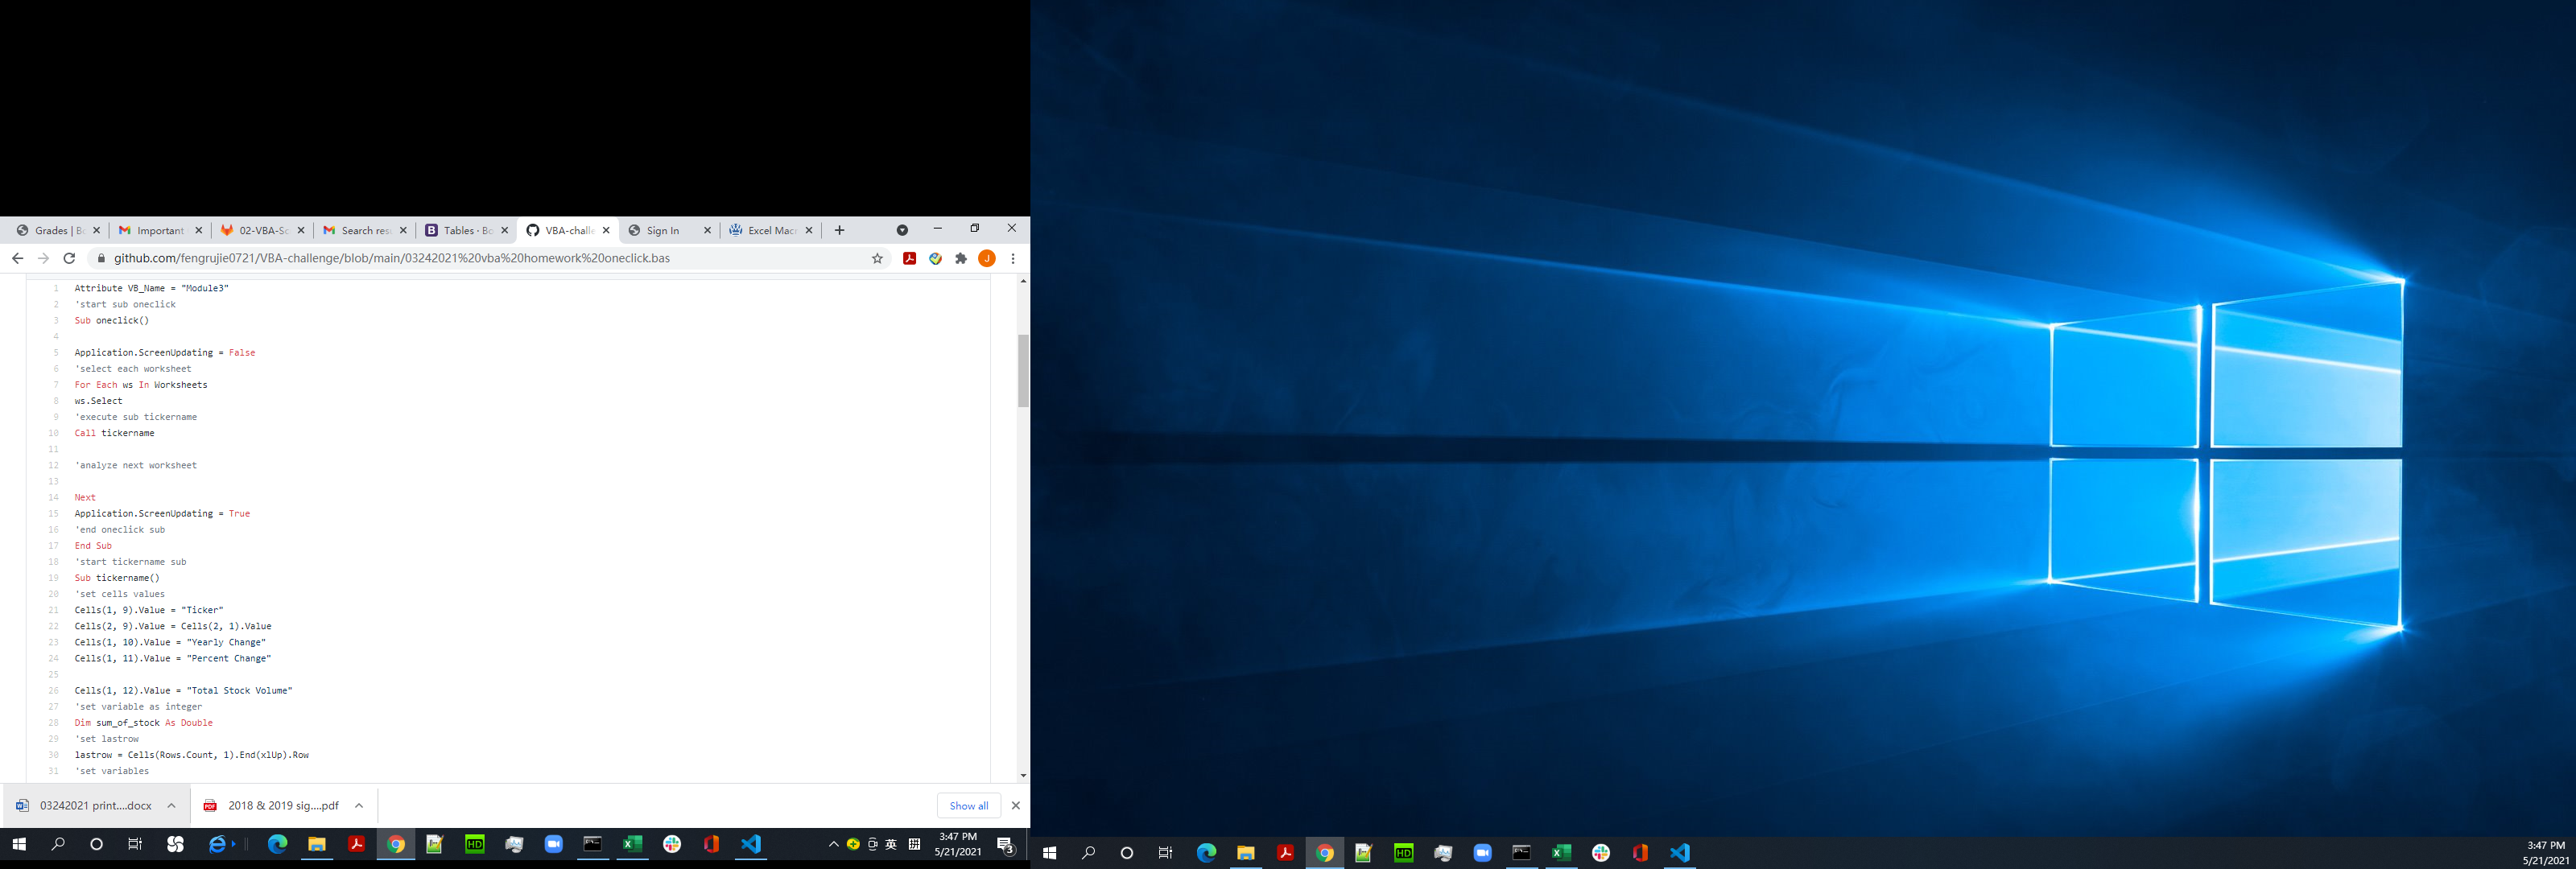 Grades | Bo
Important
02-VBA-Sc
Search resu
Tables · Bo
VBA-challe
Sign In
Excel Macr
github.com/fengrujie0721/VBA-challenge/blob/main/03242021%20vba%20homework%20oneclick.bas
J
1 Attribute VB_Name = "Module3"
2 'start sub oneclick
3 Sub oneclick()
4
5 Application.ScreenUpdating = False
6 'select each worksheet
7 For Each ws In Worksheets
8 ws.Select
9 'execute sub tickername
10 Call tickername
11
12 'analyze next worksheet
13
14 Next
15 Application.ScreenUpdating = True
16 'end oneclick sub
17 End Sub
18 'start tickername sub
19 Sub tickername()
20 'set cells values
21 Cells(1, 9).Value = "Ticker"
22 Cells(2, 9).Value = Cells(2, 1).Value
23 Cells(1, 10).Value = "Yearly Change"
24 Cells(1, 11).Value = "Percent Change"
25
26 Cells(1, 12).Value = "Total Stock Volume"
27 'set variable as integer
28 Dim sum_of_stock As Double
29 'set lastrow
30 lastrow = Cells(Rows.Count, 1).End(xlUp).Row
31 'set variables
03242021 print....docx
2018 & 2019 sig....pdf
Show all
英
3:47 PM
5/21/2021
3
3:47 PM
5/21/2021